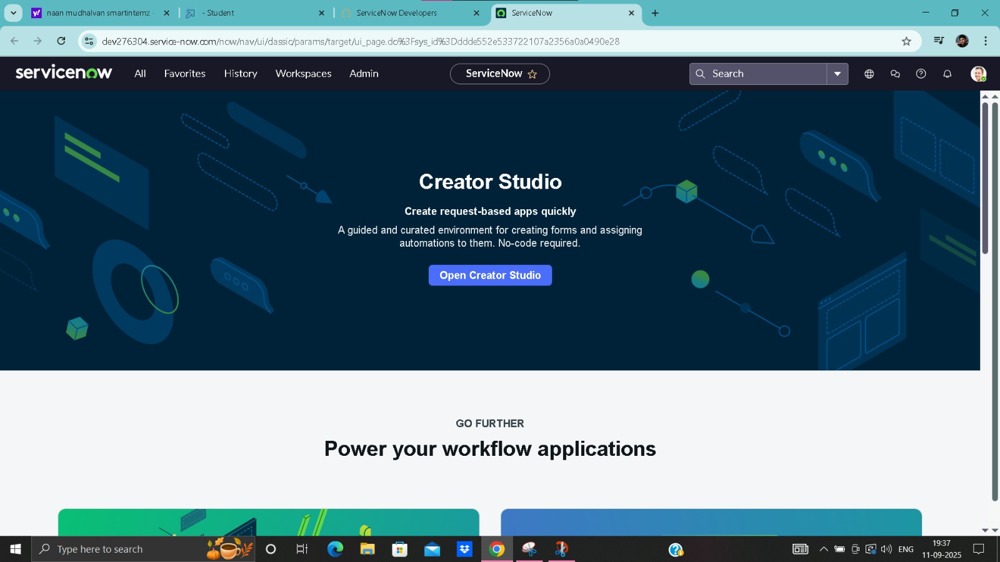 naan mudhalvan smartinternz -
- Student
ServiceNow Developers
ServiceNow
dev276304.service-now.com/now/nav/ui/classic/params/target/ui_page.do%3Fsys_id%3Dddde552e533722107a2356a0a0490e28
servicenow
All
Favorites
History
Workspaces
Admin
ServiceNow
Search
Creator Studio
Create request-based apps quickly
A guided and curated environment for creating forms and assigning
automations to them. No-code required.
Open Creator Studio
GO FURTHER
Power your workflow applications
Type here to search
ENG
19:37
11-09-2025